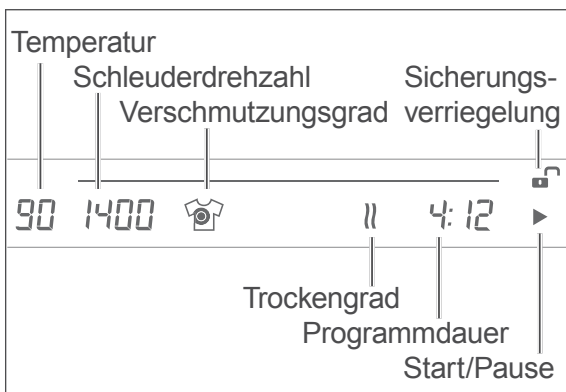 Temperatur
Schleuderdrehzahl
Verschmutzungsgrad
Sicherungs-
verriegelung
90 1400 4:12
Trockengrad
Programmdauer
Start/Pause